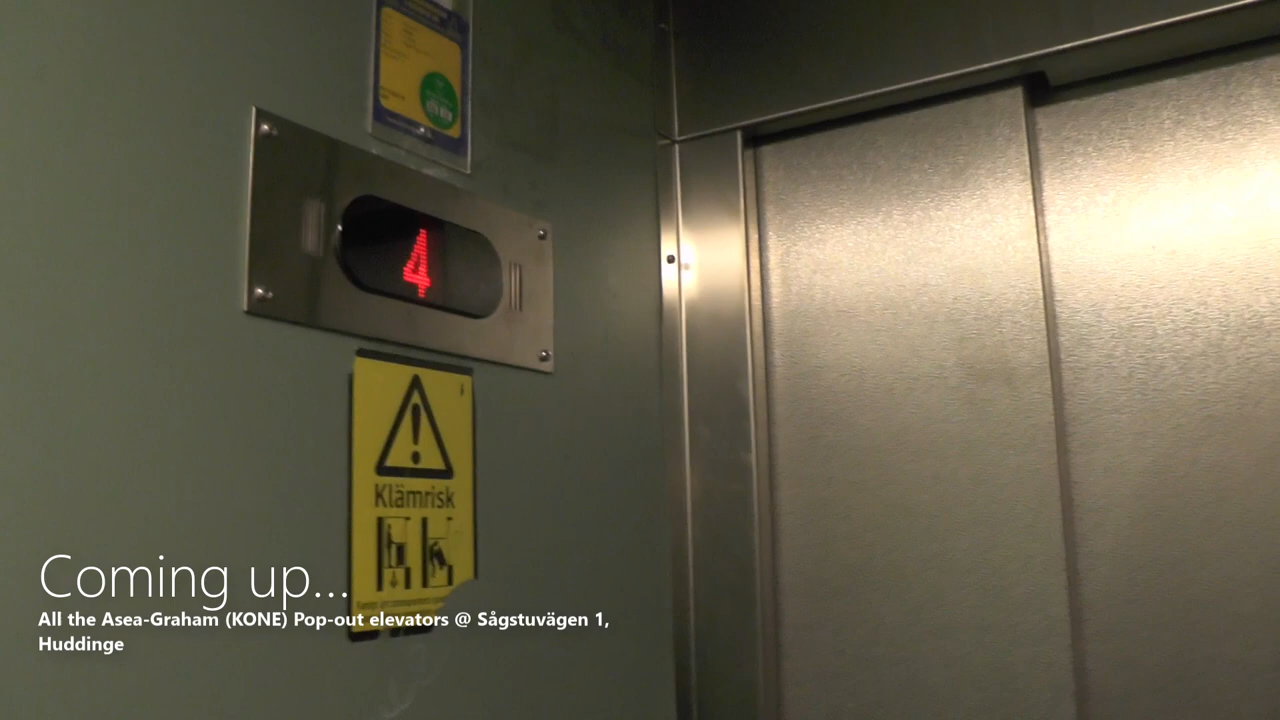 4
Klämrisk
Coming up...
All the Asea-Graham (KONE) Pop-out elevators @ Sågstuvägen 1,
Huddinge